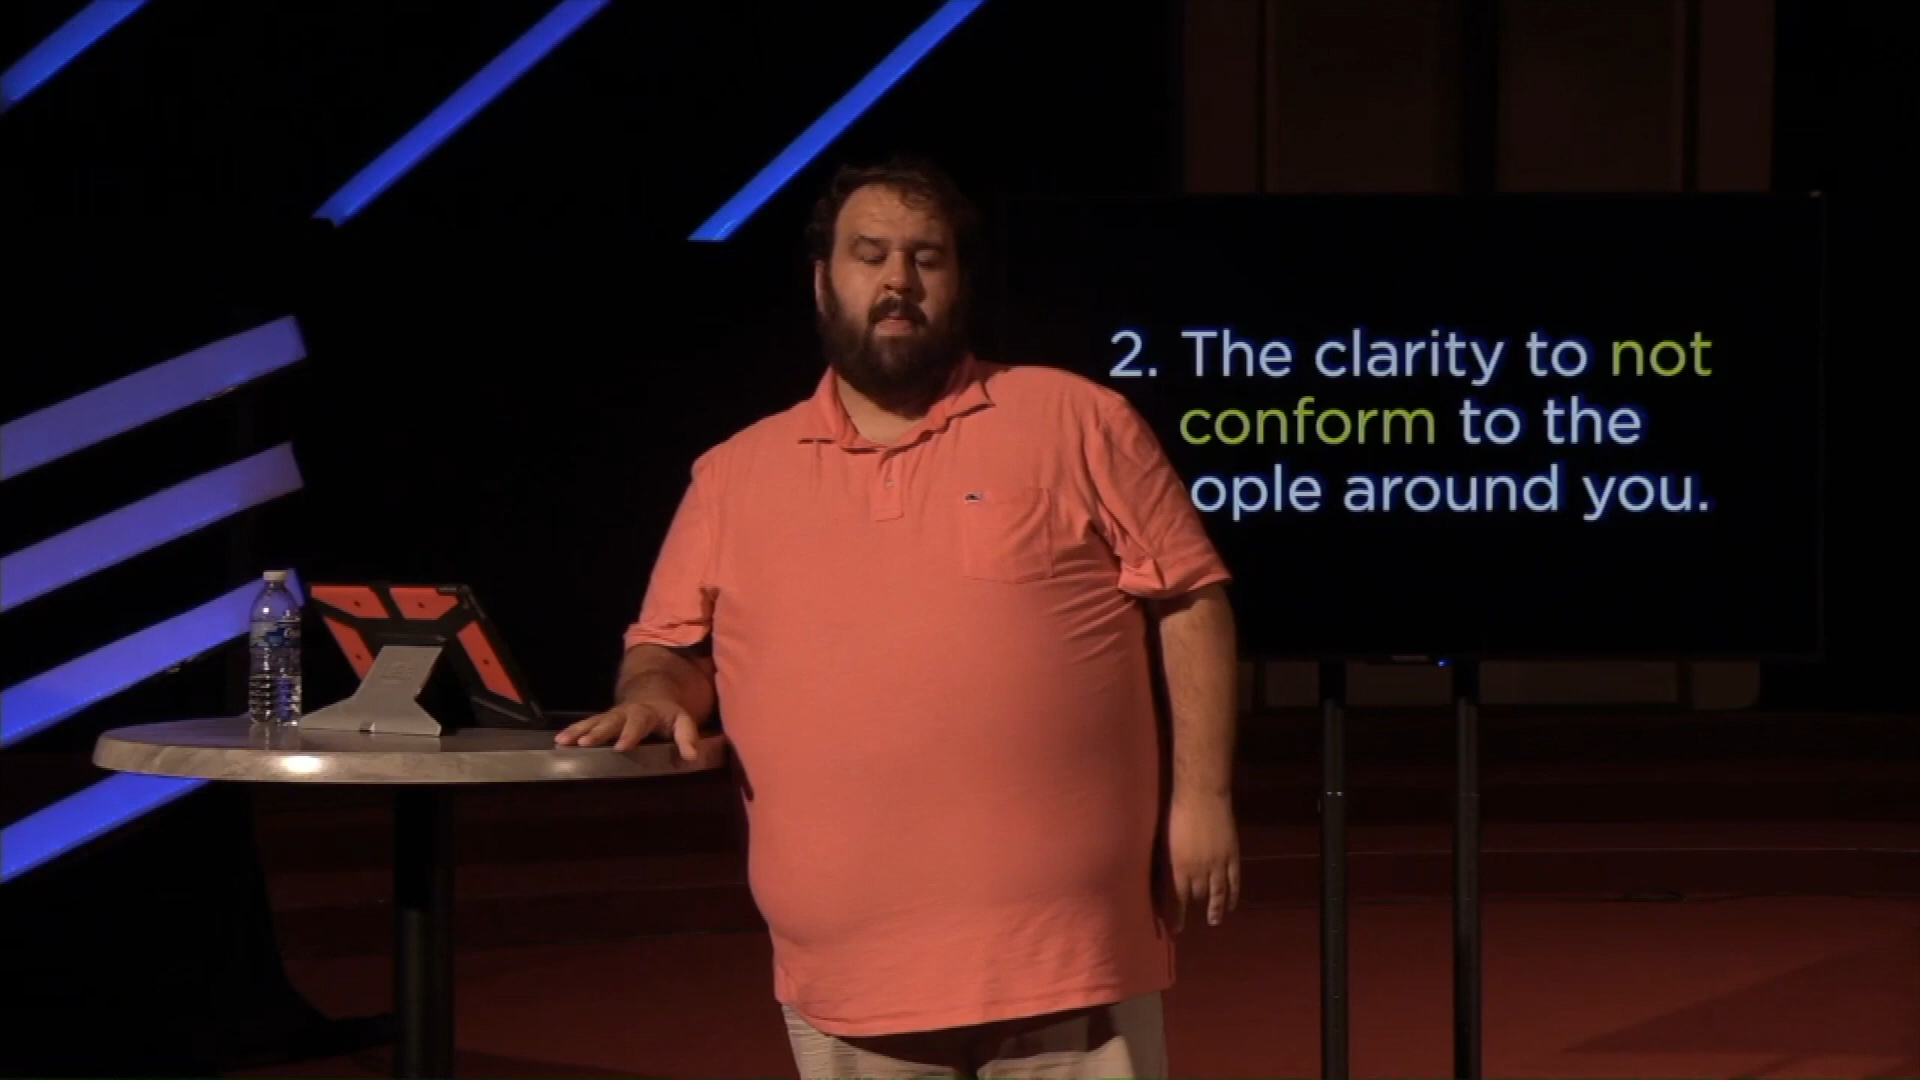 2. The clarity to not
conform to the
ople around you.